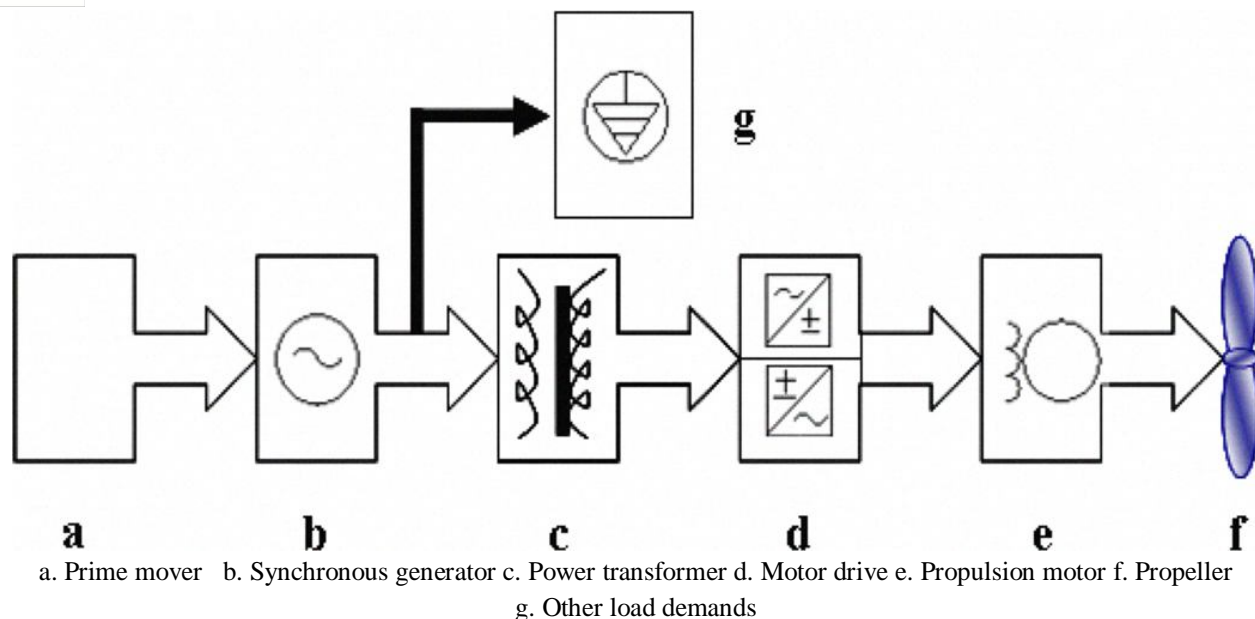 g
a b c d e f
a. Prime mover b. Synchronous generator c. Power transformer d. Motor drive e. Propulsion motor f. Propeller
g. Other load demands